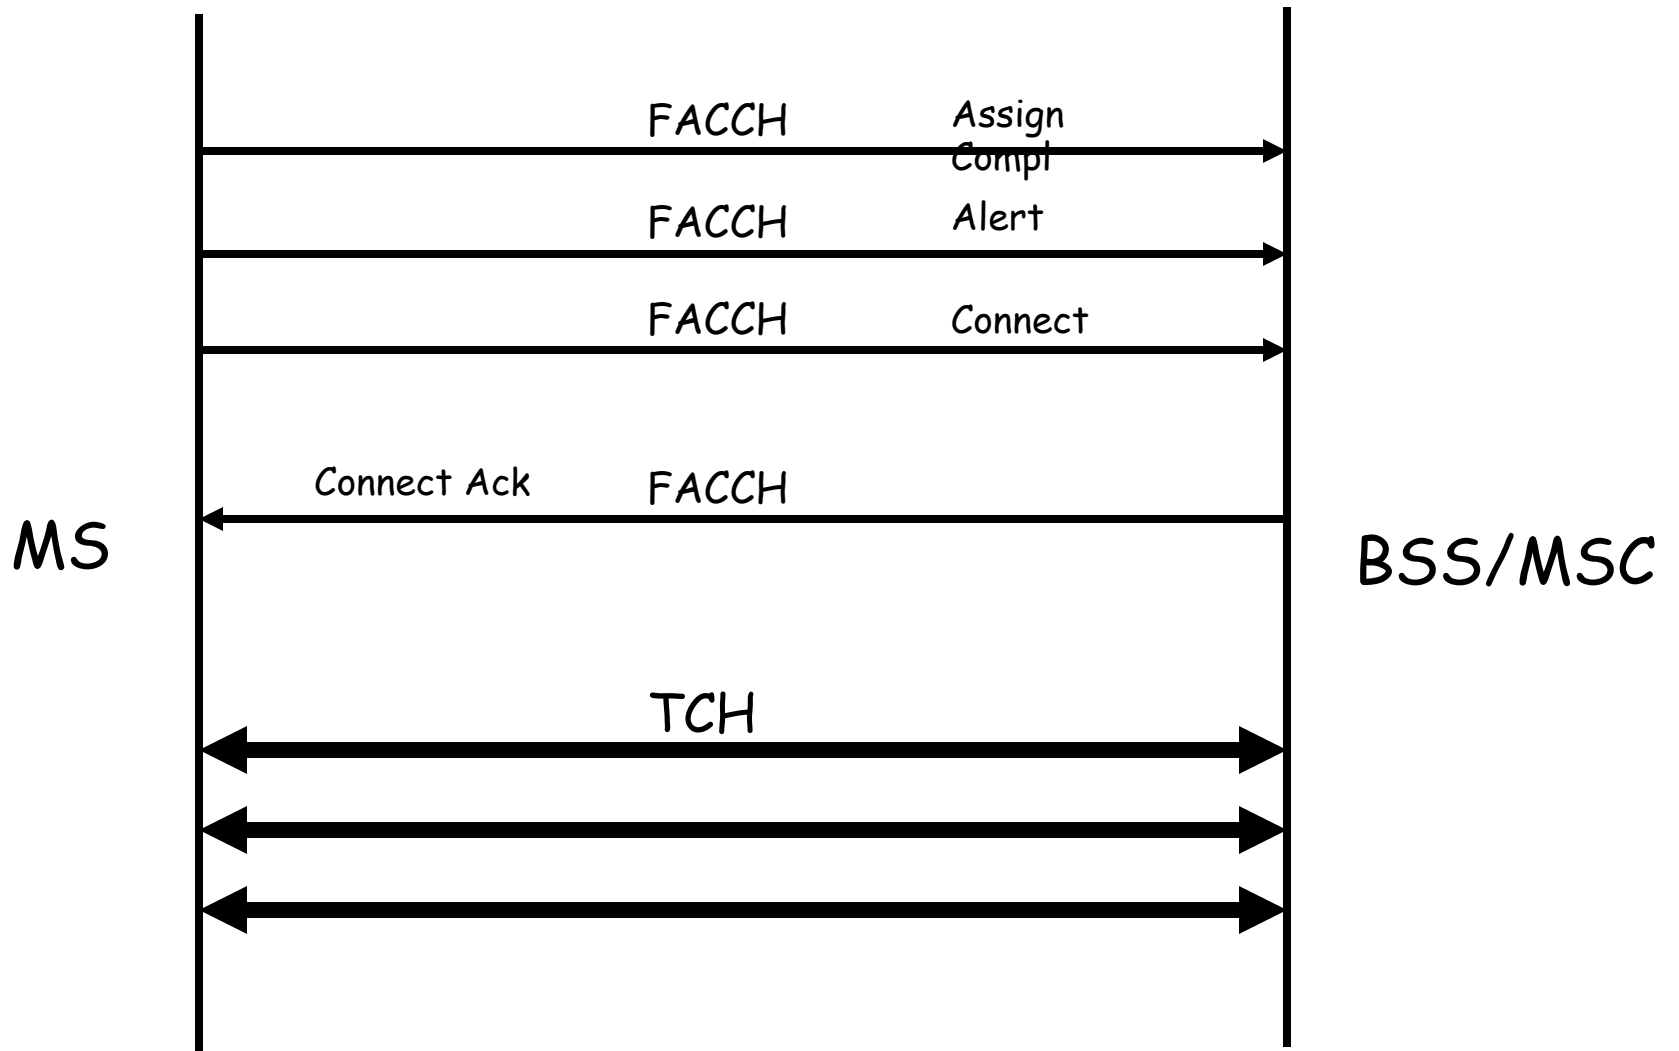 FACCH Assign
Compl
FACCH Alert
FACCH Connect
Connect Ack FACCH
MS
BSS/MSC
TCH